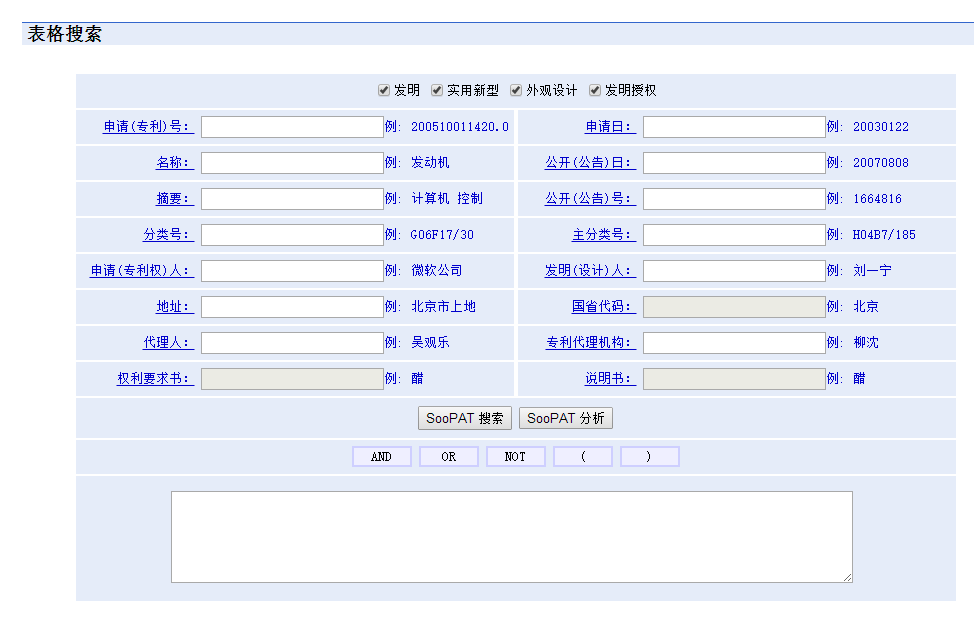 表格搜索
发明 实用新型 外观设计 发明授权
申请(专利)号: 例: 200510011420.0 申请日: 例: 20030122
名称: 例: 发动机 公开(公告)日: 例: 20070808
摘要: 例: 计算机 控制 公开(公告)号: 例: 1664816
分类号: 例: G06F17/30 主分类号: 例: H04B7/185
申请(专利权)人: 例: 微软公司 发明(设计)人: 例: 刘一宁
地址: 例: 北京市上地 国省代码: 例: 北京
代理人: 例: 吴观乐 专利代理机构: 例: 柳沈
权利要求书: 例: 醋 说明书: 例: 醋
SooPAT 搜索 SooPAT 分析
AND OR NOT ( )